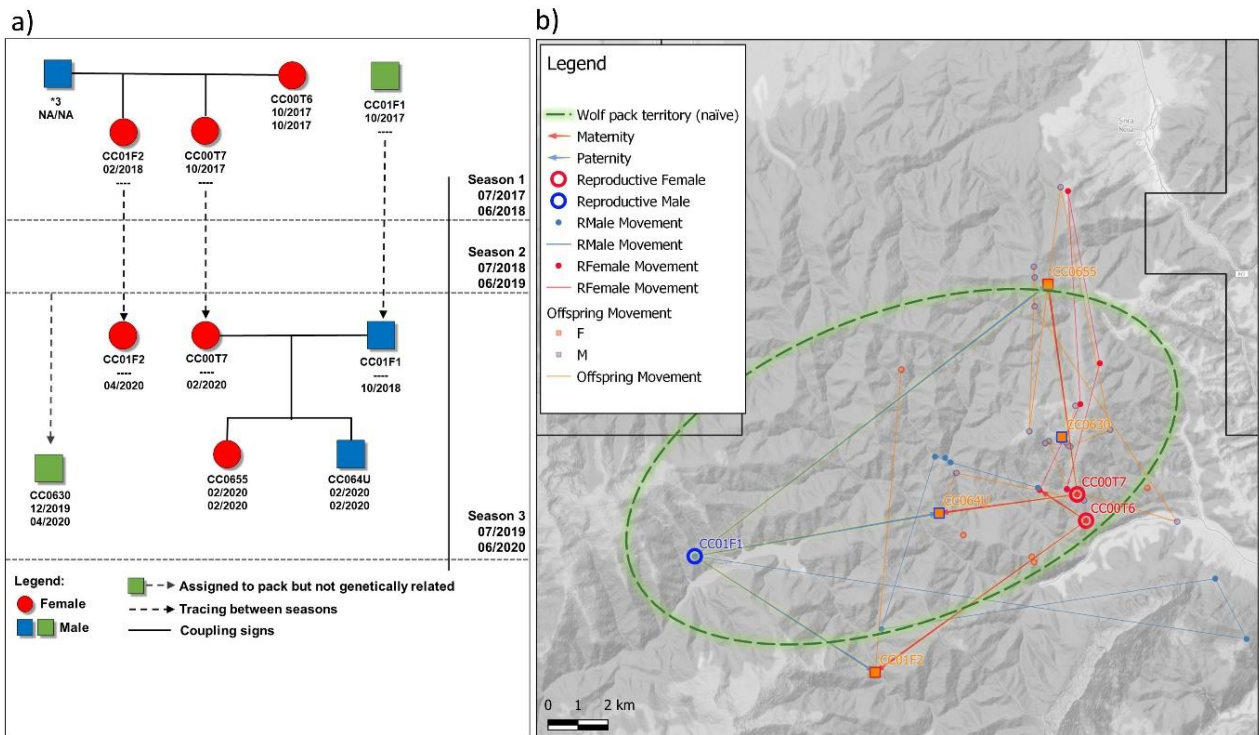 a)
*3
NA/NA
CC00T6
10/2017
10/2017
CC01F1
10/2017
----
CC01F2
02/2018
----
CC00T7
10/2017
----
Season 1
07/2017
06/2018
Season 2
07/2018
06/2019
CC01F2
----
04/2020
CC00T7
----
02/2020
CC01F1
----
10/2018
CC0655
02/2020
02/2020
CC064U
02/2020
02/2020
CC0630
12/2019
04/2020
Season 3
07/2019
06/2020
Legend:
Female
Male
Assigned to pack but not genetically related
Tracing between seasons
Coupling signs
b)
Legend
Wolf pack territory (naïve)
Maternity
Paternity
Reproductive Female
Reproductive Male
RMale Movement
RMale Movement
RFemale Movement
RFemale Movement
Offspring Movement
F
M
Offspring Movement
CC0655
CC0630
CC00T7
CC064U
CC00T6
CC01F1
CC01F2
0 1 2 km